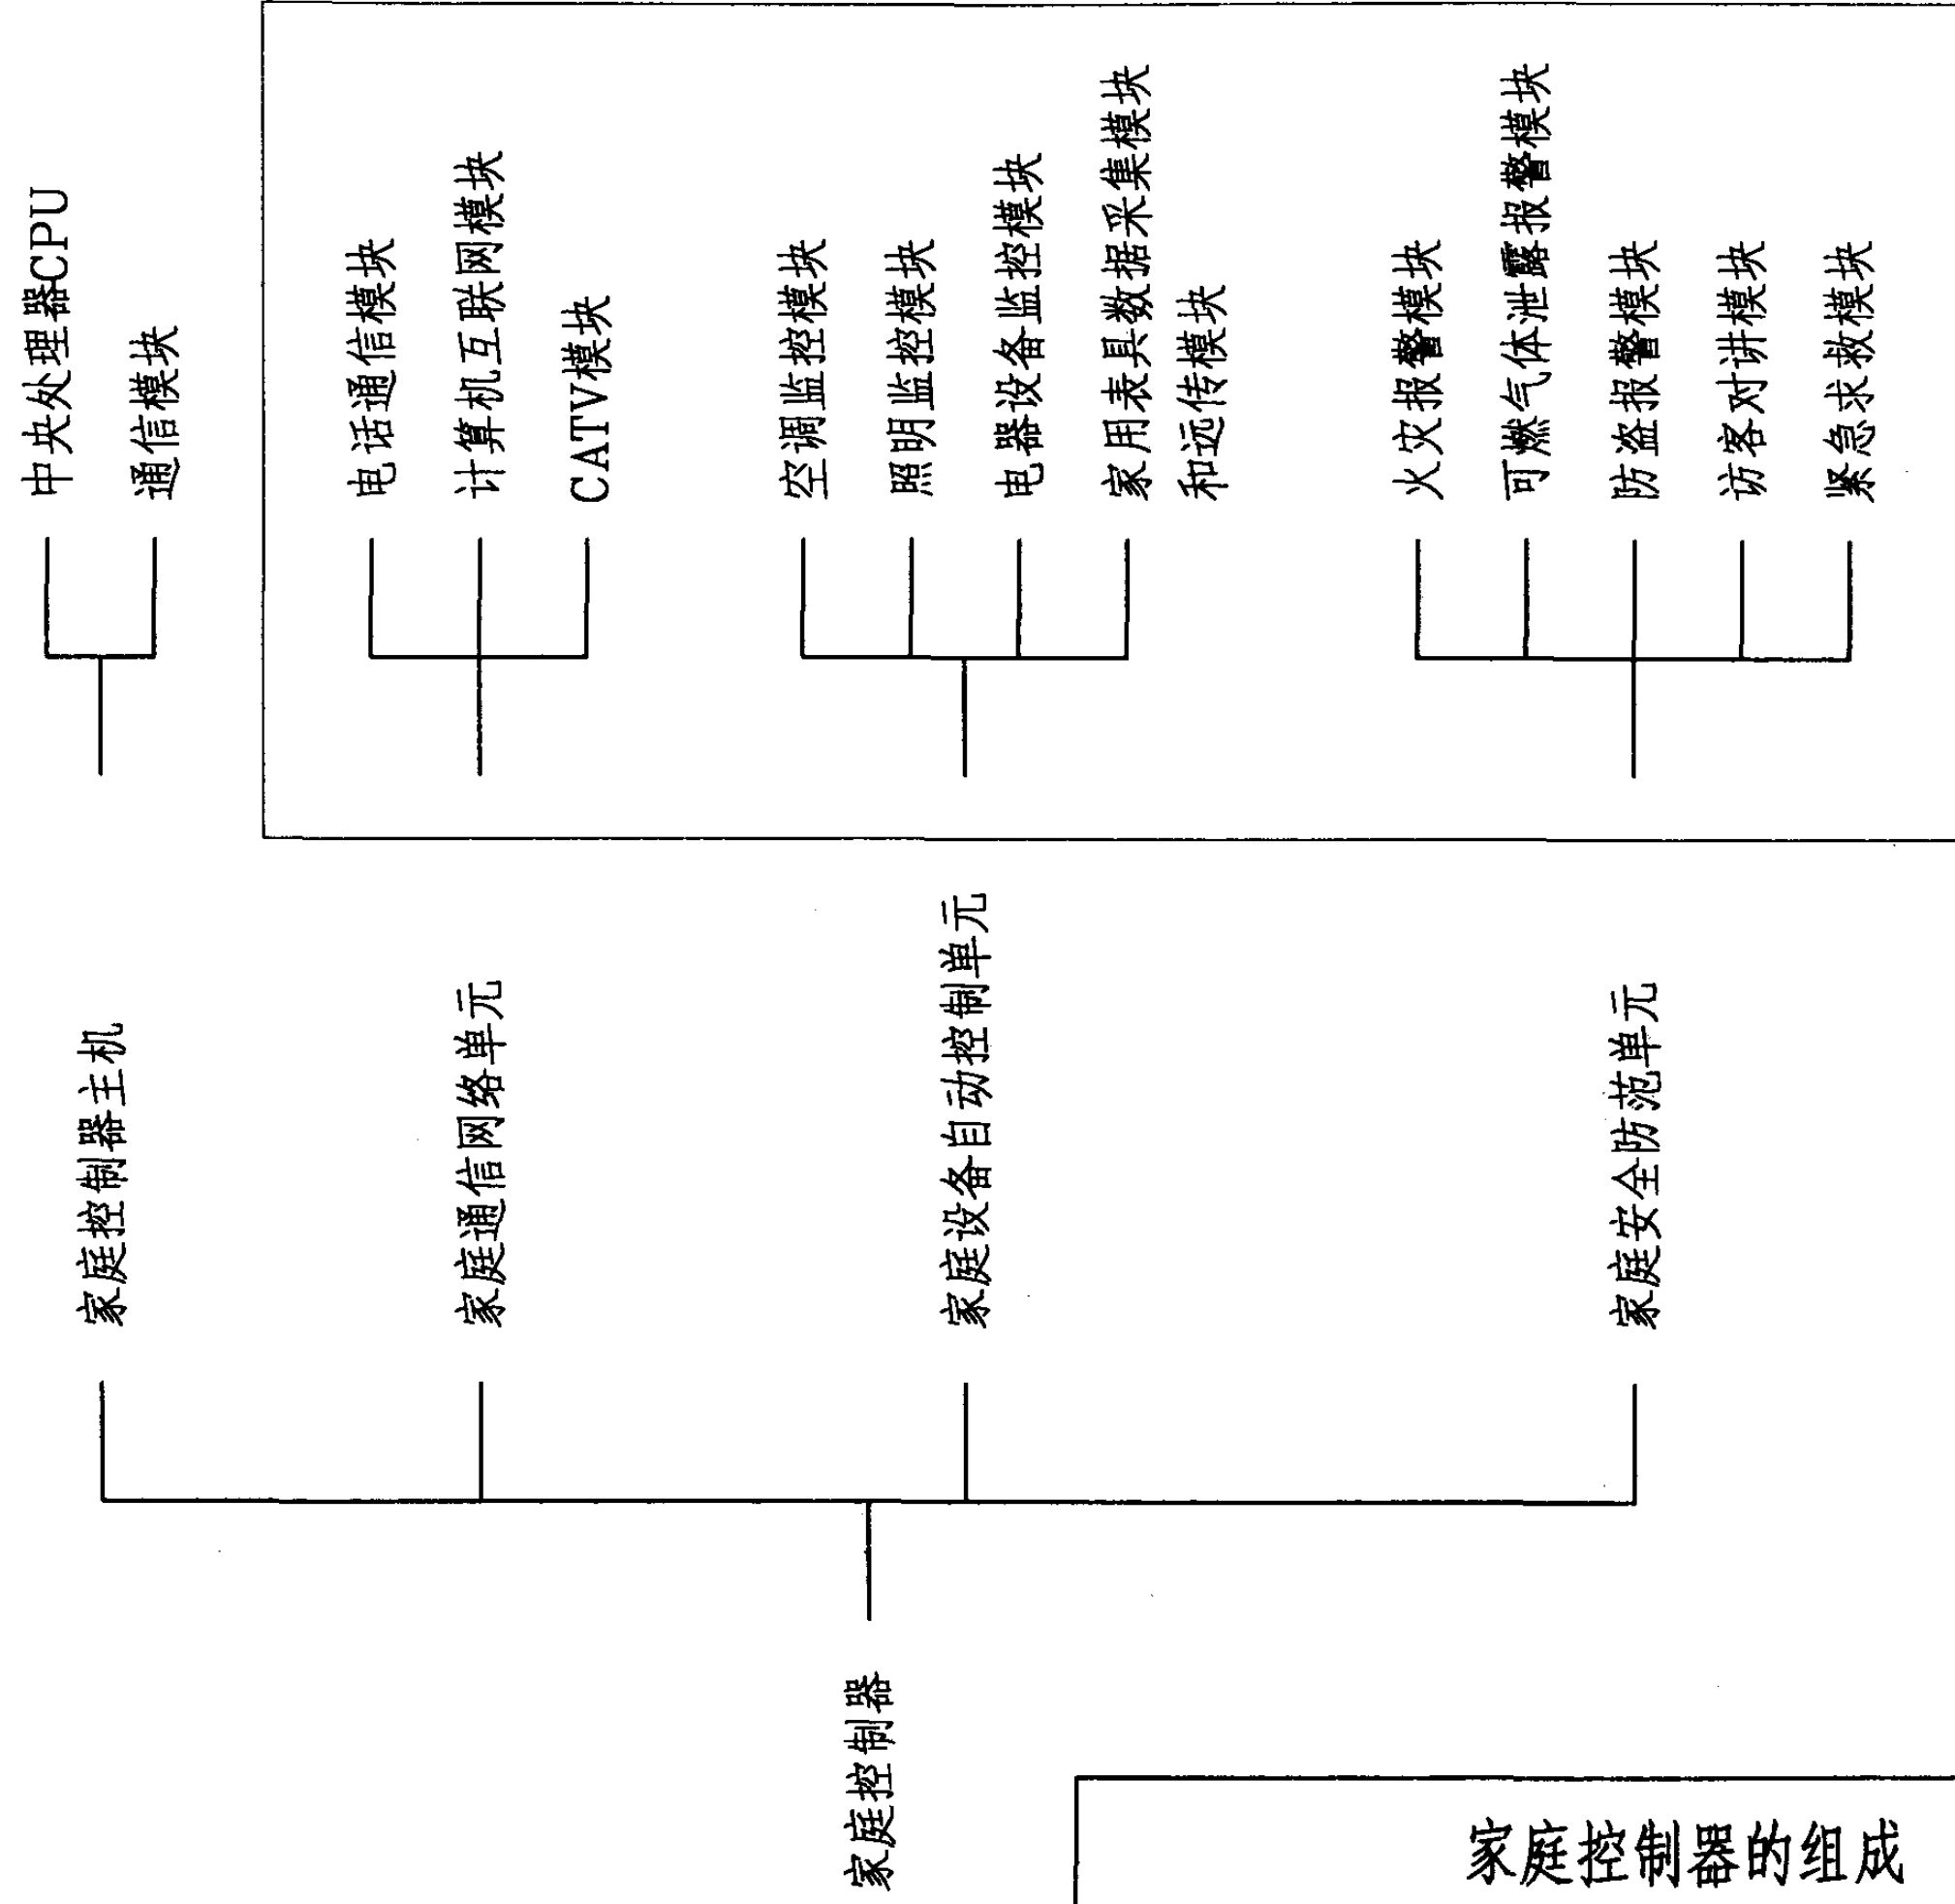 家庭控制器
家庭控制器主机
中央处理器CPU
通信模块
家庭通信网络单元
电话通信模块
计算机互联网模块
CATV模块
家庭设备自动控制单元
空调监控模块
照明监控模块
电器设备监控模块
家用表具数据采集模块
和远传模块
家庭安全防范单元
火灾报警模块
可燃气体泄露报警模块
防盗报警模块
访客对讲模块
紧急求救模块
家庭控制器的组成